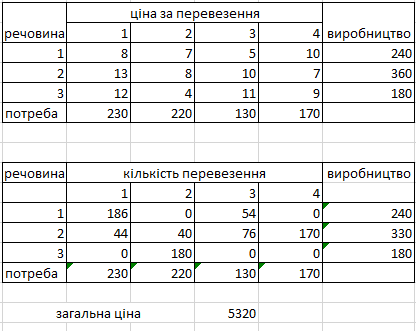 ціна за перевезення
речовина 1 2 3 4 виробництво
1 8 7 5 10 240
2 13 8 10 7 360
3 12 4 11 9 180
потреба 230 220 130 170
речовина кількість перевезення виробництво
1 2 3 4
1 186 0 54 0 240
2 44 40 76 170 330
3 0 180 0 0 180
потреба 230 220 130 170
загальна ціна 5320